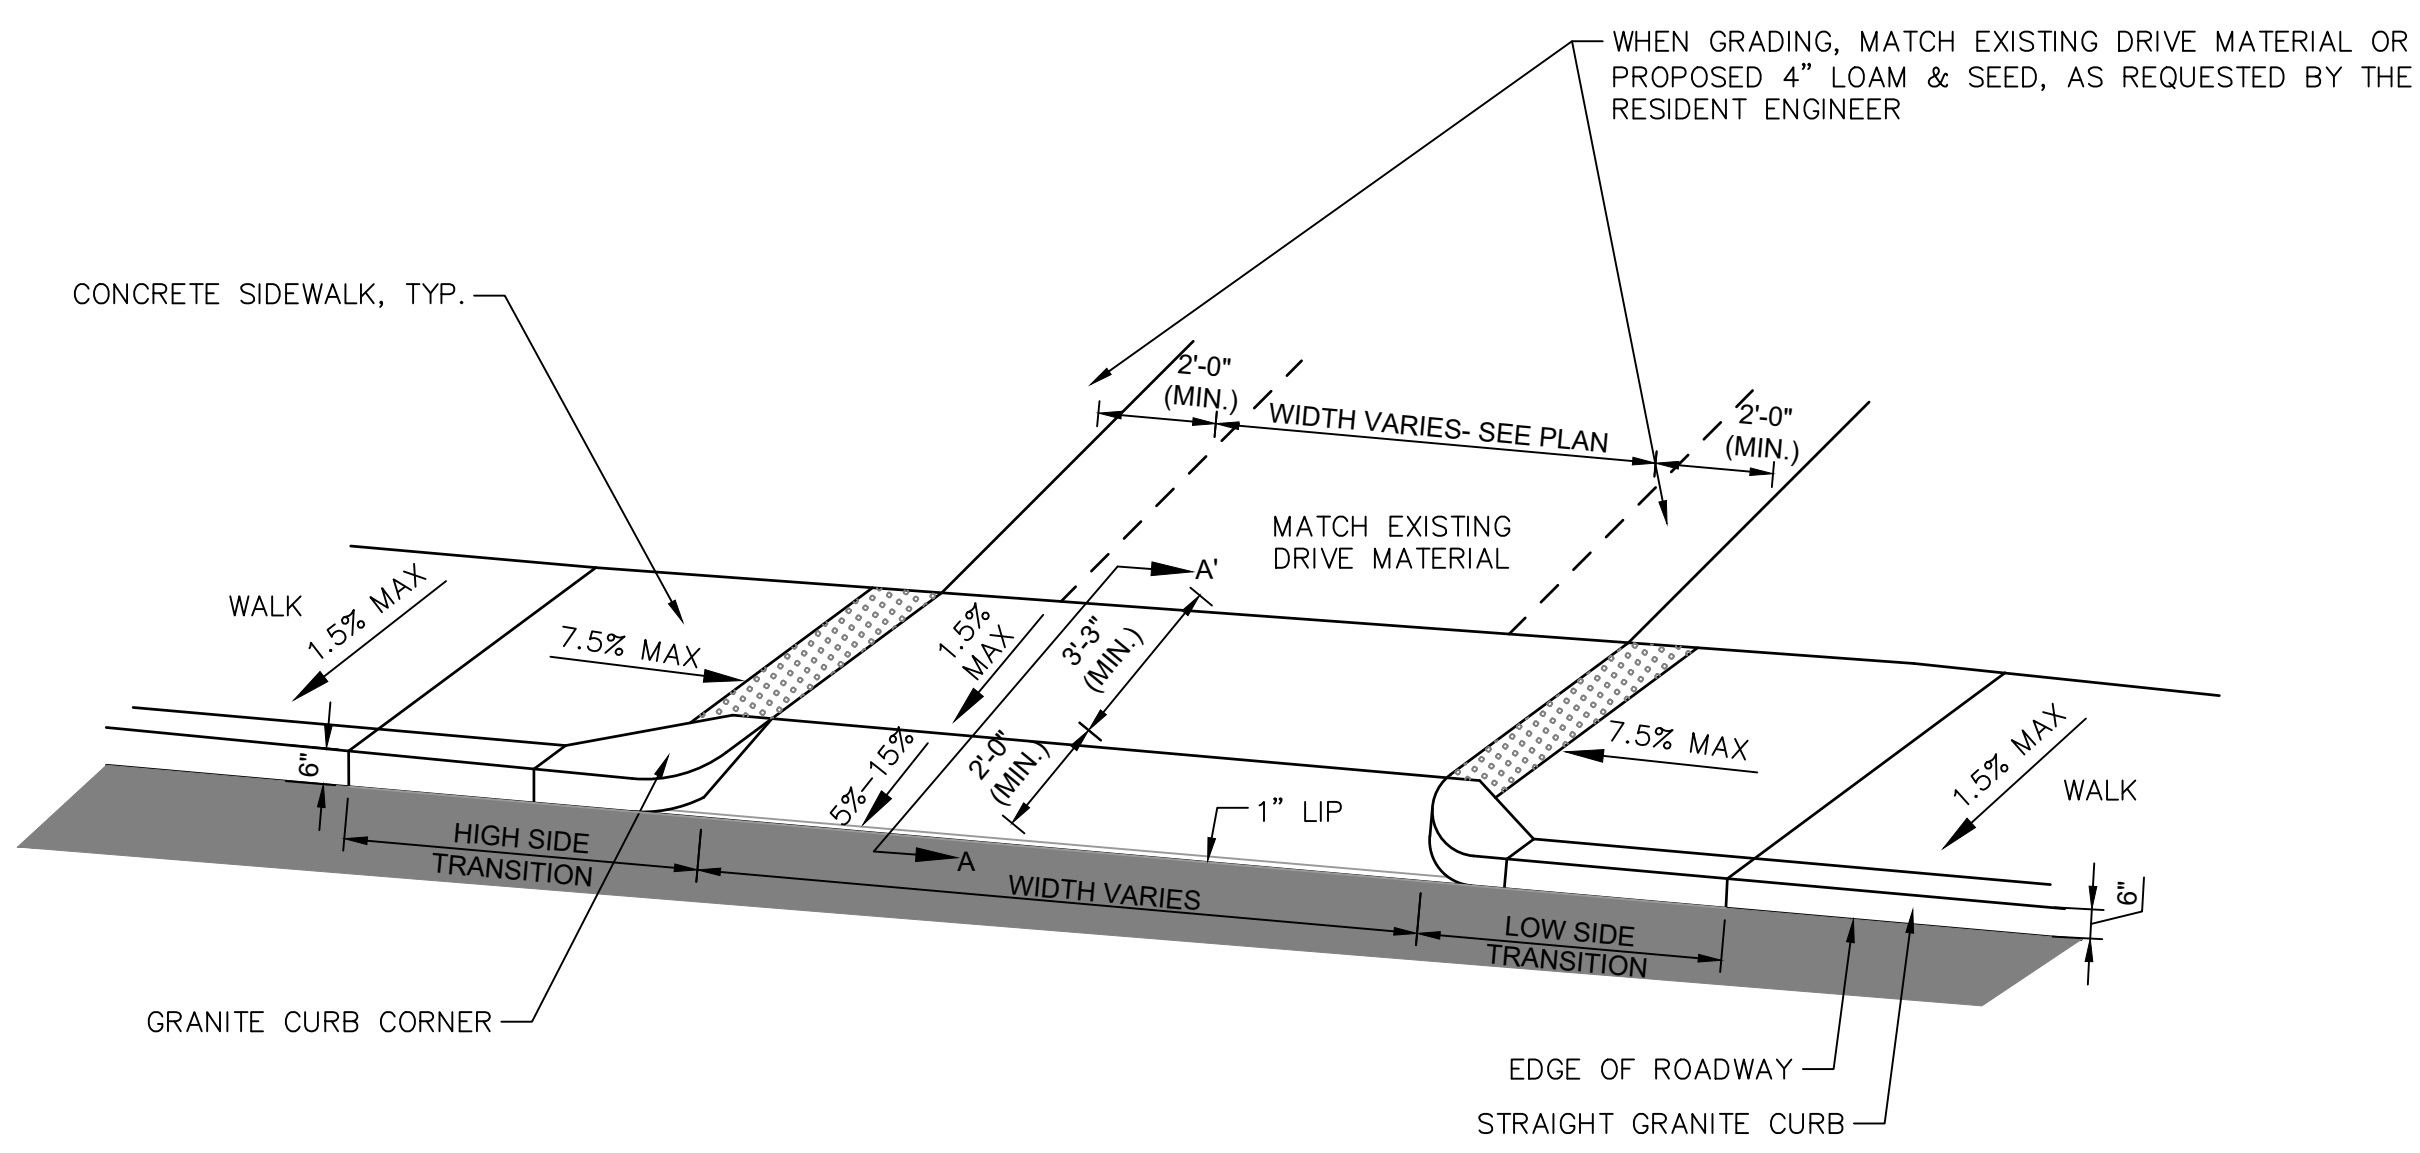 WHEN GRADING, MATCH EXISTING DRIVE MATERIAL OR
PROPOSED 4” LOAM & SEED, AS REQUESTED BY THE
RESIDENT ENGINEER
CONCRETE SIDEWALK, TYP.
2'-0"
(MIN.)
WIDTH VARIES- SEE PLAN
2'-0"
(MIN.)
MATCH EXISTING
DRIVE MATERIAL
A'
WALK
1.5% MAX
7.5% MAX
1.5%
MAX
3'-3"
(MIN.)
5%-15%
2'-0"
(MIN.)
7.5% MAX
1.5% MAX
WALK
6"
1” LIP
HIGH SIDE
TRANSITION
A
WIDTH VARIES
LOW SIDE
TRANSITION
6"
GRANITE CURB CORNER
EDGE OF ROADWAY
STRAIGHT GRANITE CURB